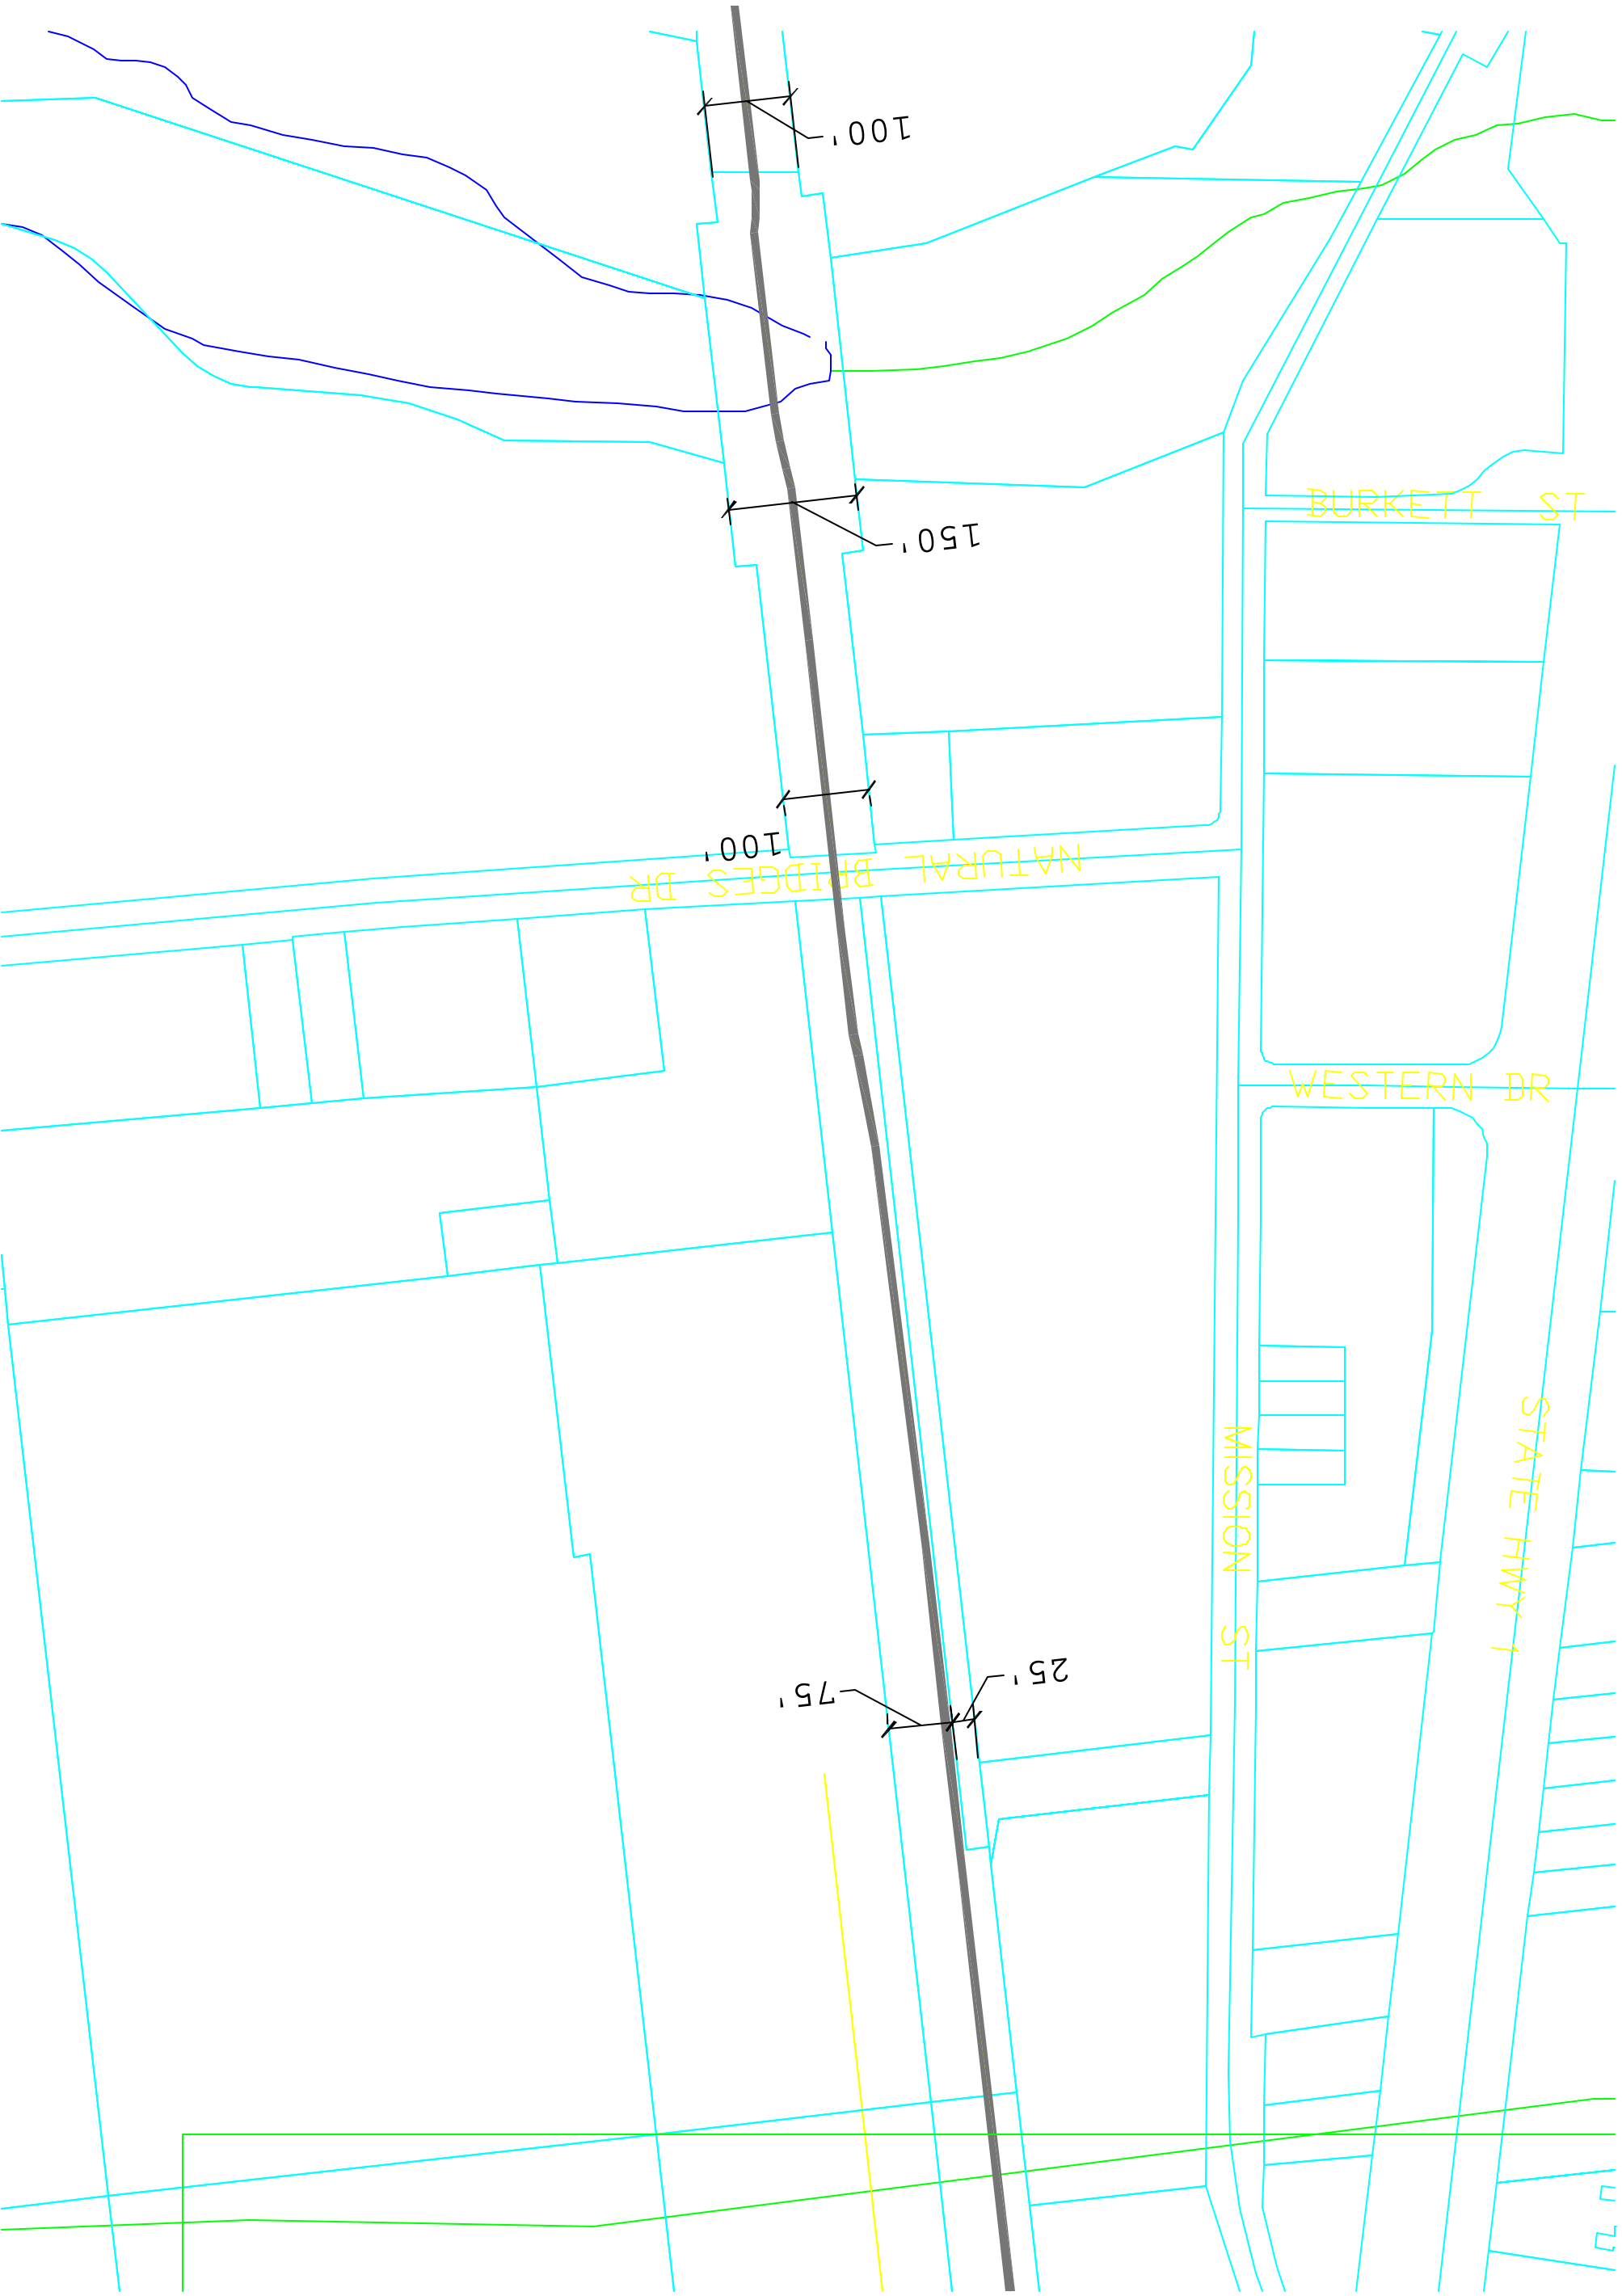 100'
BURKETT ST
150'
100'
NATURAL BRIDGES DR
WESTERN DR
STATE HWY 1
MISSION ST
25'
75'